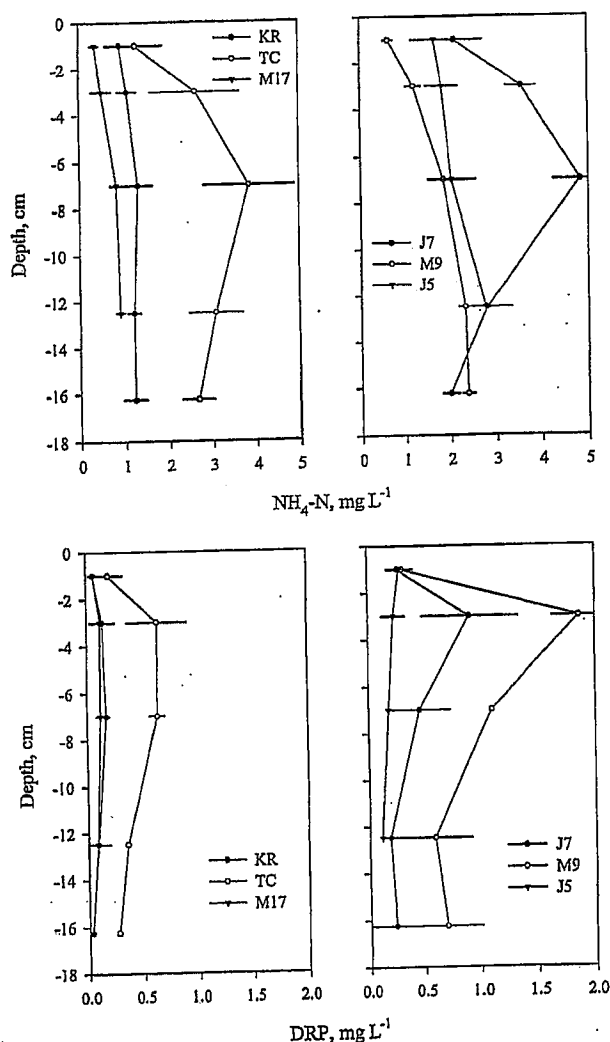 0
-2
-4
-6
-8
-10
-12
-14
-16
-18
Depth, cm
KR
TC
M17
0 1 2 3 4 5
J7
M9
J5
0 1 2 3 4 5
NH₄-N, mg L⁻¹
0
-2
-4
-6
-8
-10
-12
-14
-16
-18
Depth, cm
KR
TC
M17
0.0 0.5 1.0 1.5 2.0
J7
M9
J5
0.0 0.5 1.0 1.5 2.0
DRP, mg L⁻¹